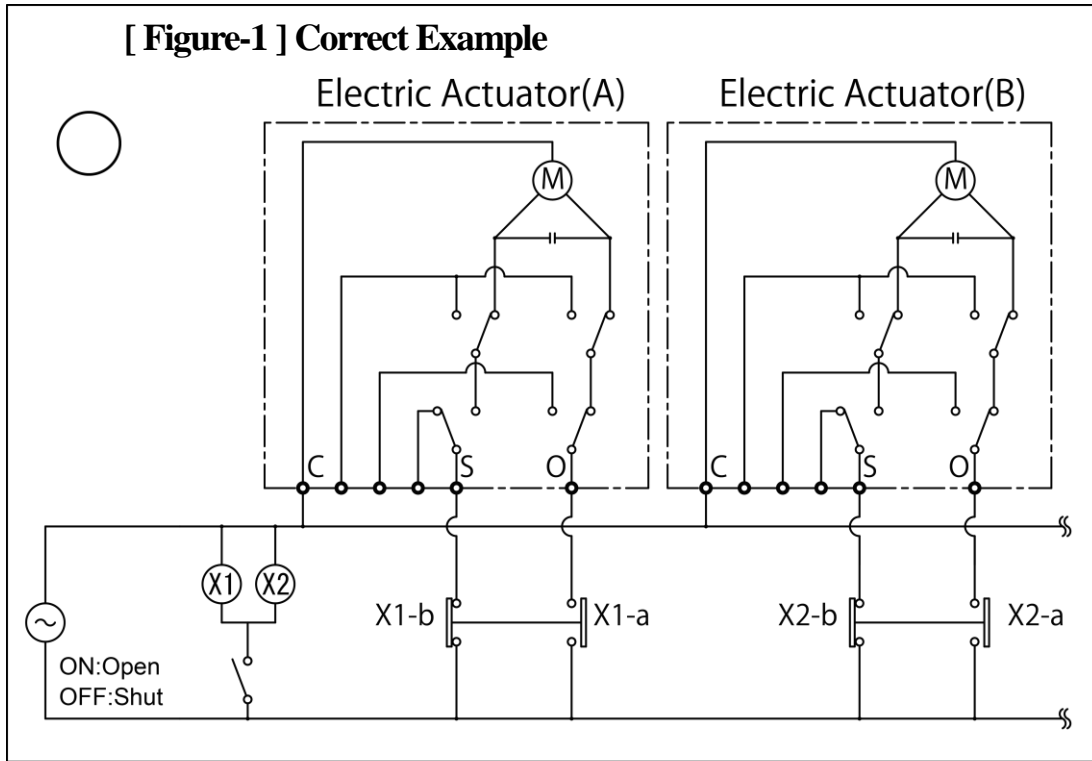 [ Figure-1 ] Correct Example
Electric Actuator(A)
Electric Actuator(B)
M
M
C
S
O
C
S
O
X1
X2
X1-b
X1-a
X2-b
X2-a
ON:Open
OFF:Shut